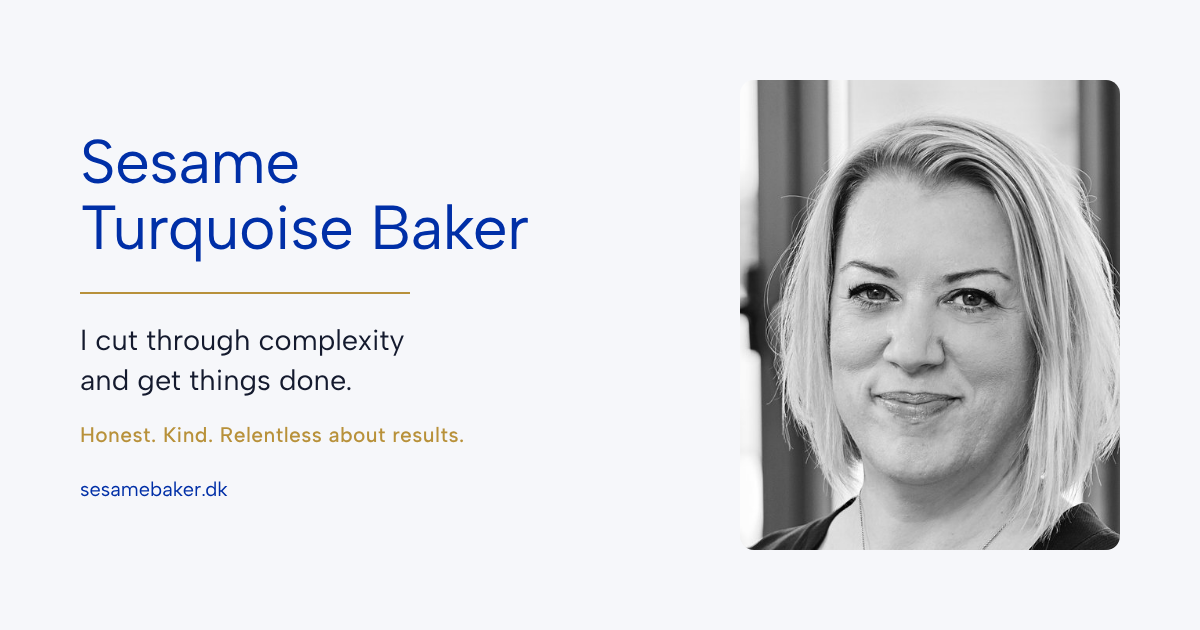 Sesame
Turquoise Baker
I cut through complexity
and get things done.
Honest. Kind. Relentless about results.
sesamebaker.dk